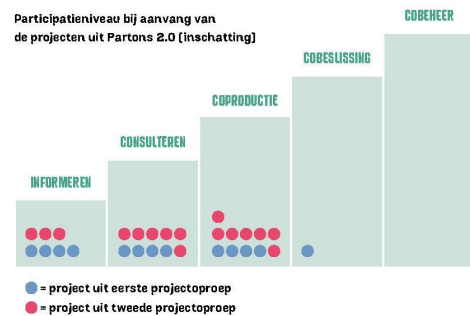 Participatieniveau bij aanvang van
de projecten uit Partons 2.0 (inschatting)
COBEHEER
COBESLISSING
COPRODUCTIE
CONSULTEREN
INFORMEREN
= project uit eerste projectoproep
= project uit tweede projectoproep